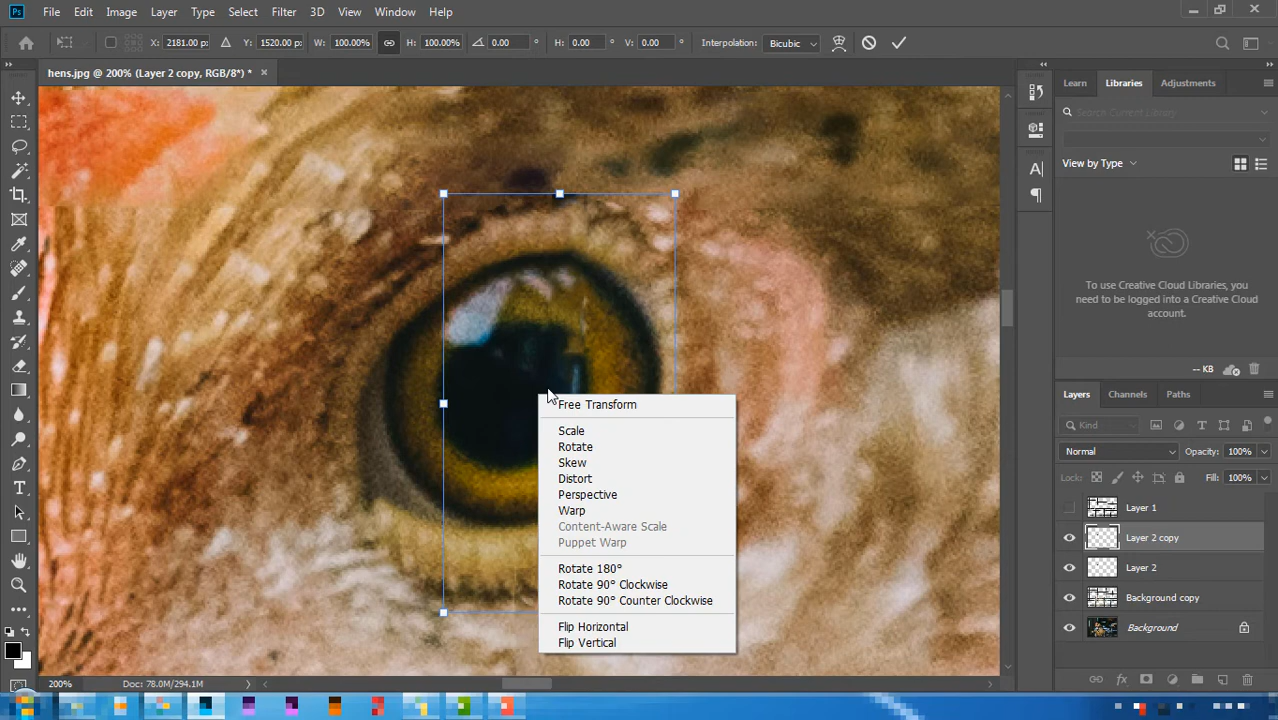 Ps File Edit Image Layer Type Select Filter 3D View Window Help
X: 2181.00 px Y: 1520.00 px W: 100.00% H: 100.00% 0.00 ° H: 0.00 ° V: 0.00 ° Interpolation: Bicubic
hens.jpg @ 200% (Layer 2 copy, RGB/8*) * ×
Learn Libraries Adjustments
Search Current Library
View by Type
To use Creative Cloud Libraries, you need to be logged into a Creative Cloud Account
-- KB
Free Transform
Scale
Rotate
Skew
Distort
Perspective
Warp
Content-Aware Scale
Puppet Warp
Rotate 180°
Rotate 90° Clockwise
Rotate 90° Counter Clockwise
Flip Horizontal
Flip Vertical
Layers Channels Paths
Kind
Normal Opacity: 100%
Lock: Fill: 100%
Layer 1
Layer 2 copy
Layer 2
Background copy
Background
fx
200% Doc: 78.0M/294.1M